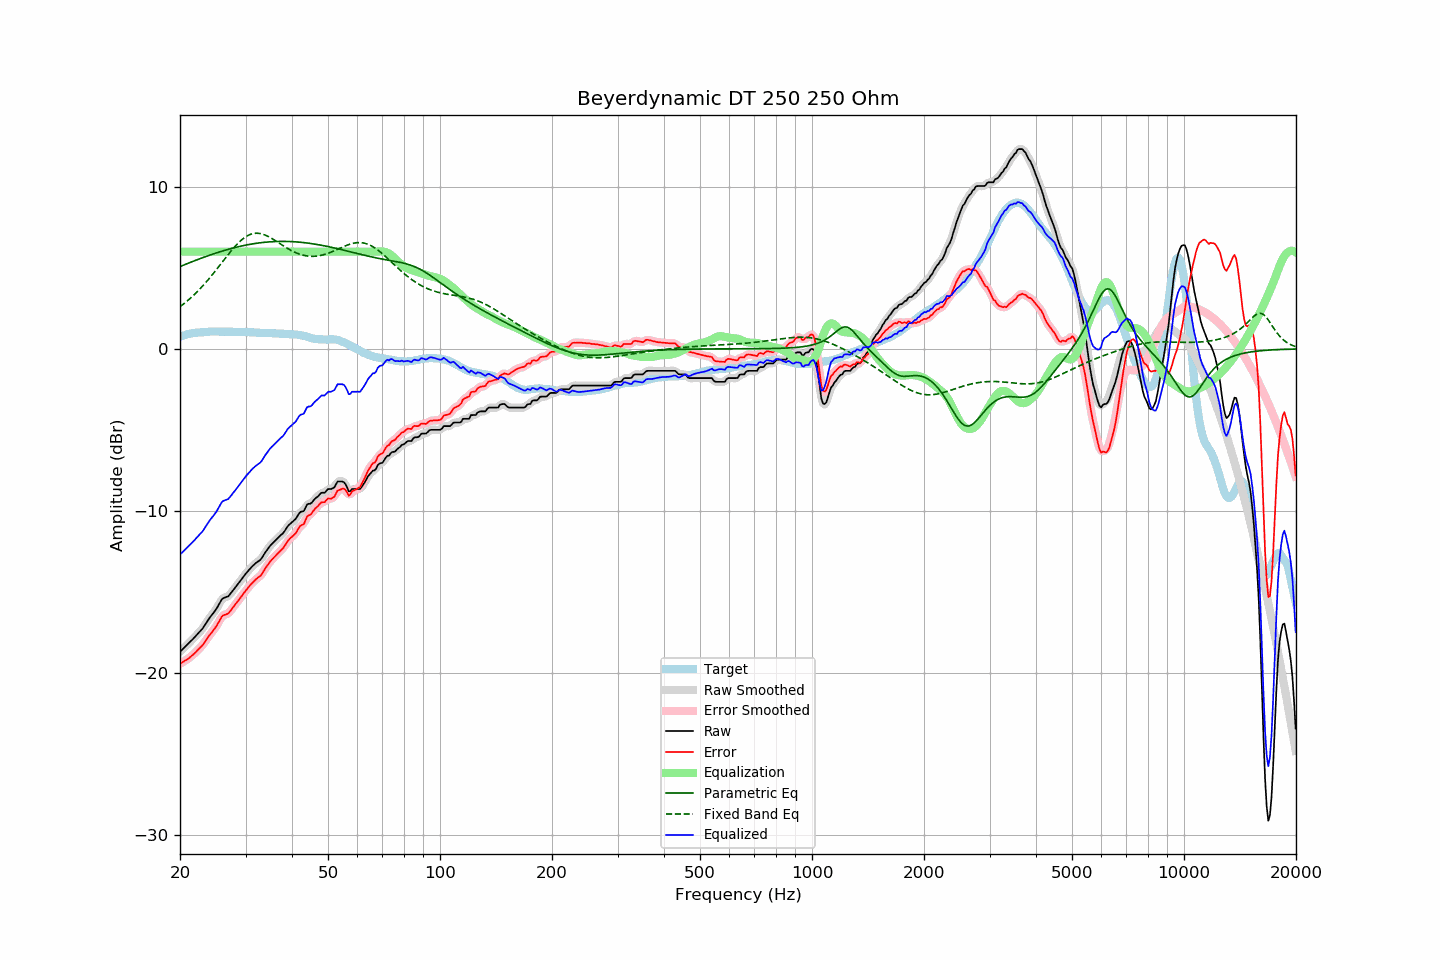 Beyerdynamic DT 250 250 Ohm
Amplitude (dBr)
10
0
−10
−20
−30
Target
Raw Smoothed
Error Smoothed
Raw
Error
Equalization
Parametric Eq
Fixed Band Eq
Equalized
20 50 100 200 500 1000 2000 5000 10000 20000
Frequency (Hz)